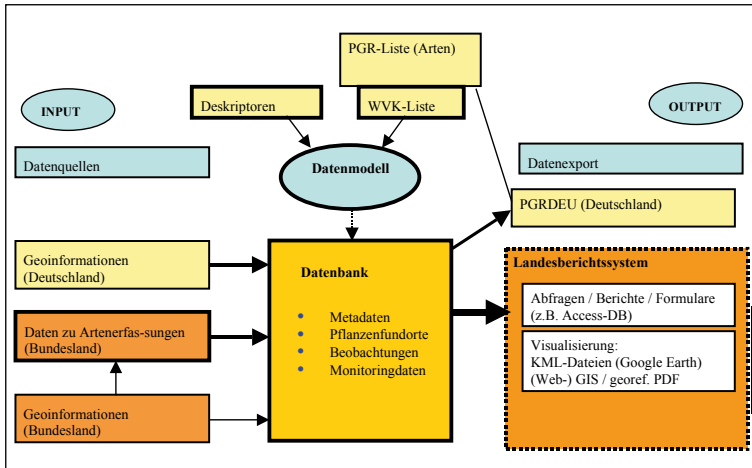 PGR-Liste (Arten)
INPUT
Deskriptoren
WVK-Liste
OUTPUT
Datenquellen
Datenmodell
Datenexport
PGRDEU (Deutschland)
Geoinformationen
(Deutschland)
Datenbank
• Metadaten
• Pflanzenfundorte
• Beobachtungen
• Monitoringdaten
Landesberichtssystem
Abfragen / Berichte / Formulare
(z.B. Access-DB)
Visualisierung:
KML-Dateien (Google Earth)
(Web-) GIS / georef. PDF
Daten zu Artenerfas-sungen
(Bundesland)
Geoinformationen
(Bundesland)